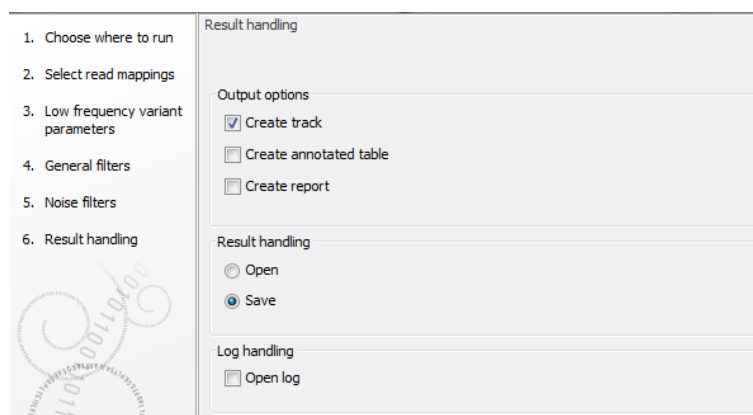 1. Choose where to run
2. Select read mappings
3. Low frequency variant
parameters
4. General filters
5. Noise filters
6. Result handling
Result handling
Output options
Create track
Create annotated table
Create report
Result handling
Open
Save
Log handling
Open log